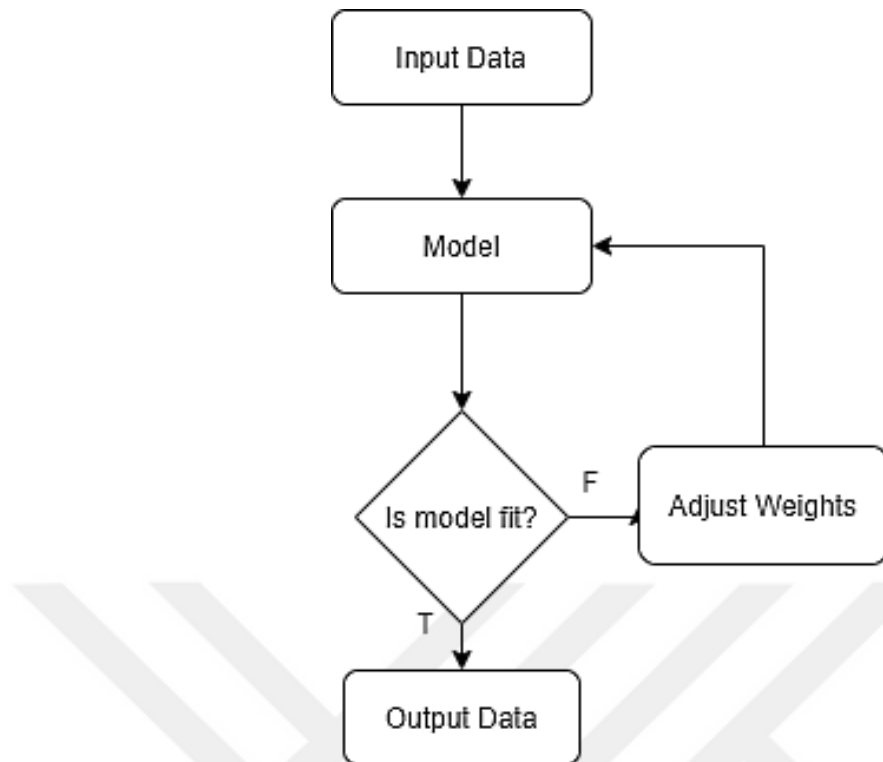 Input Data
Model
Is model fit?
F
Adjust Weights
T
Output Data